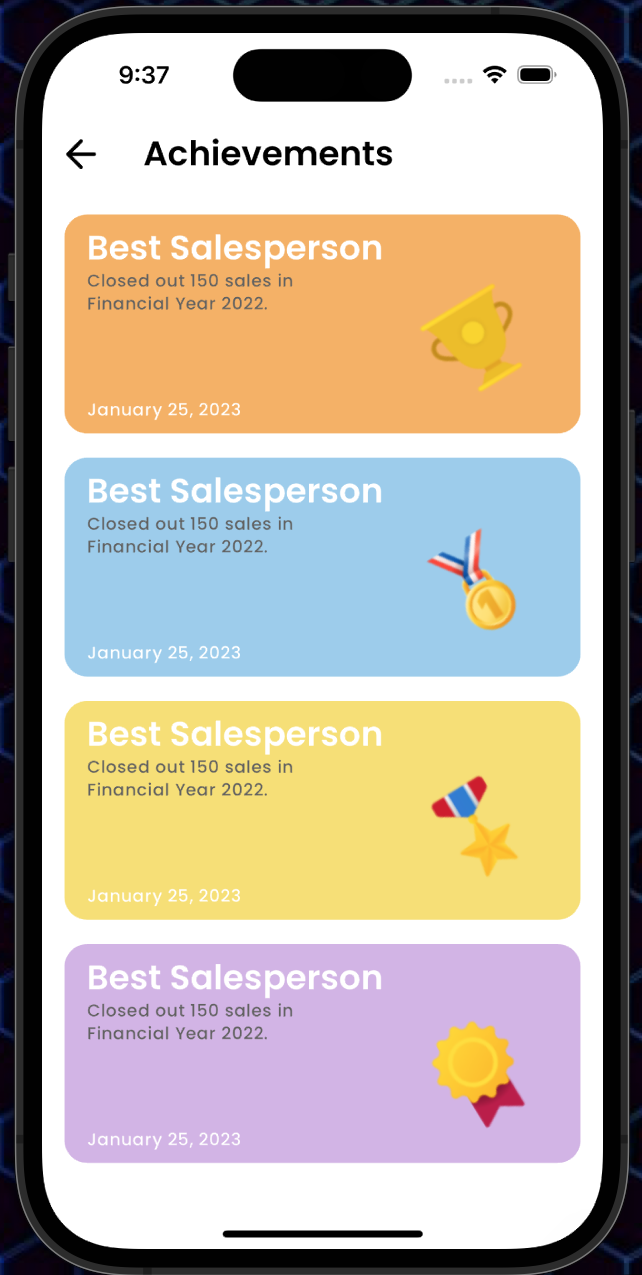 9:37
Achievements
Best Salesperson
Closed out 150 sales in
Financial Year 2022.
January 25, 2023
Best Salesperson
Closed out 150 sales in
Financial Year 2022.
1
January 25, 2023
Best Salesperson
Closed out 150 sales in
Financial Year 2022.
January 25, 2023
Best Salesperson
Closed out 150 sales in
Financial Year 2022.
January 25, 2023